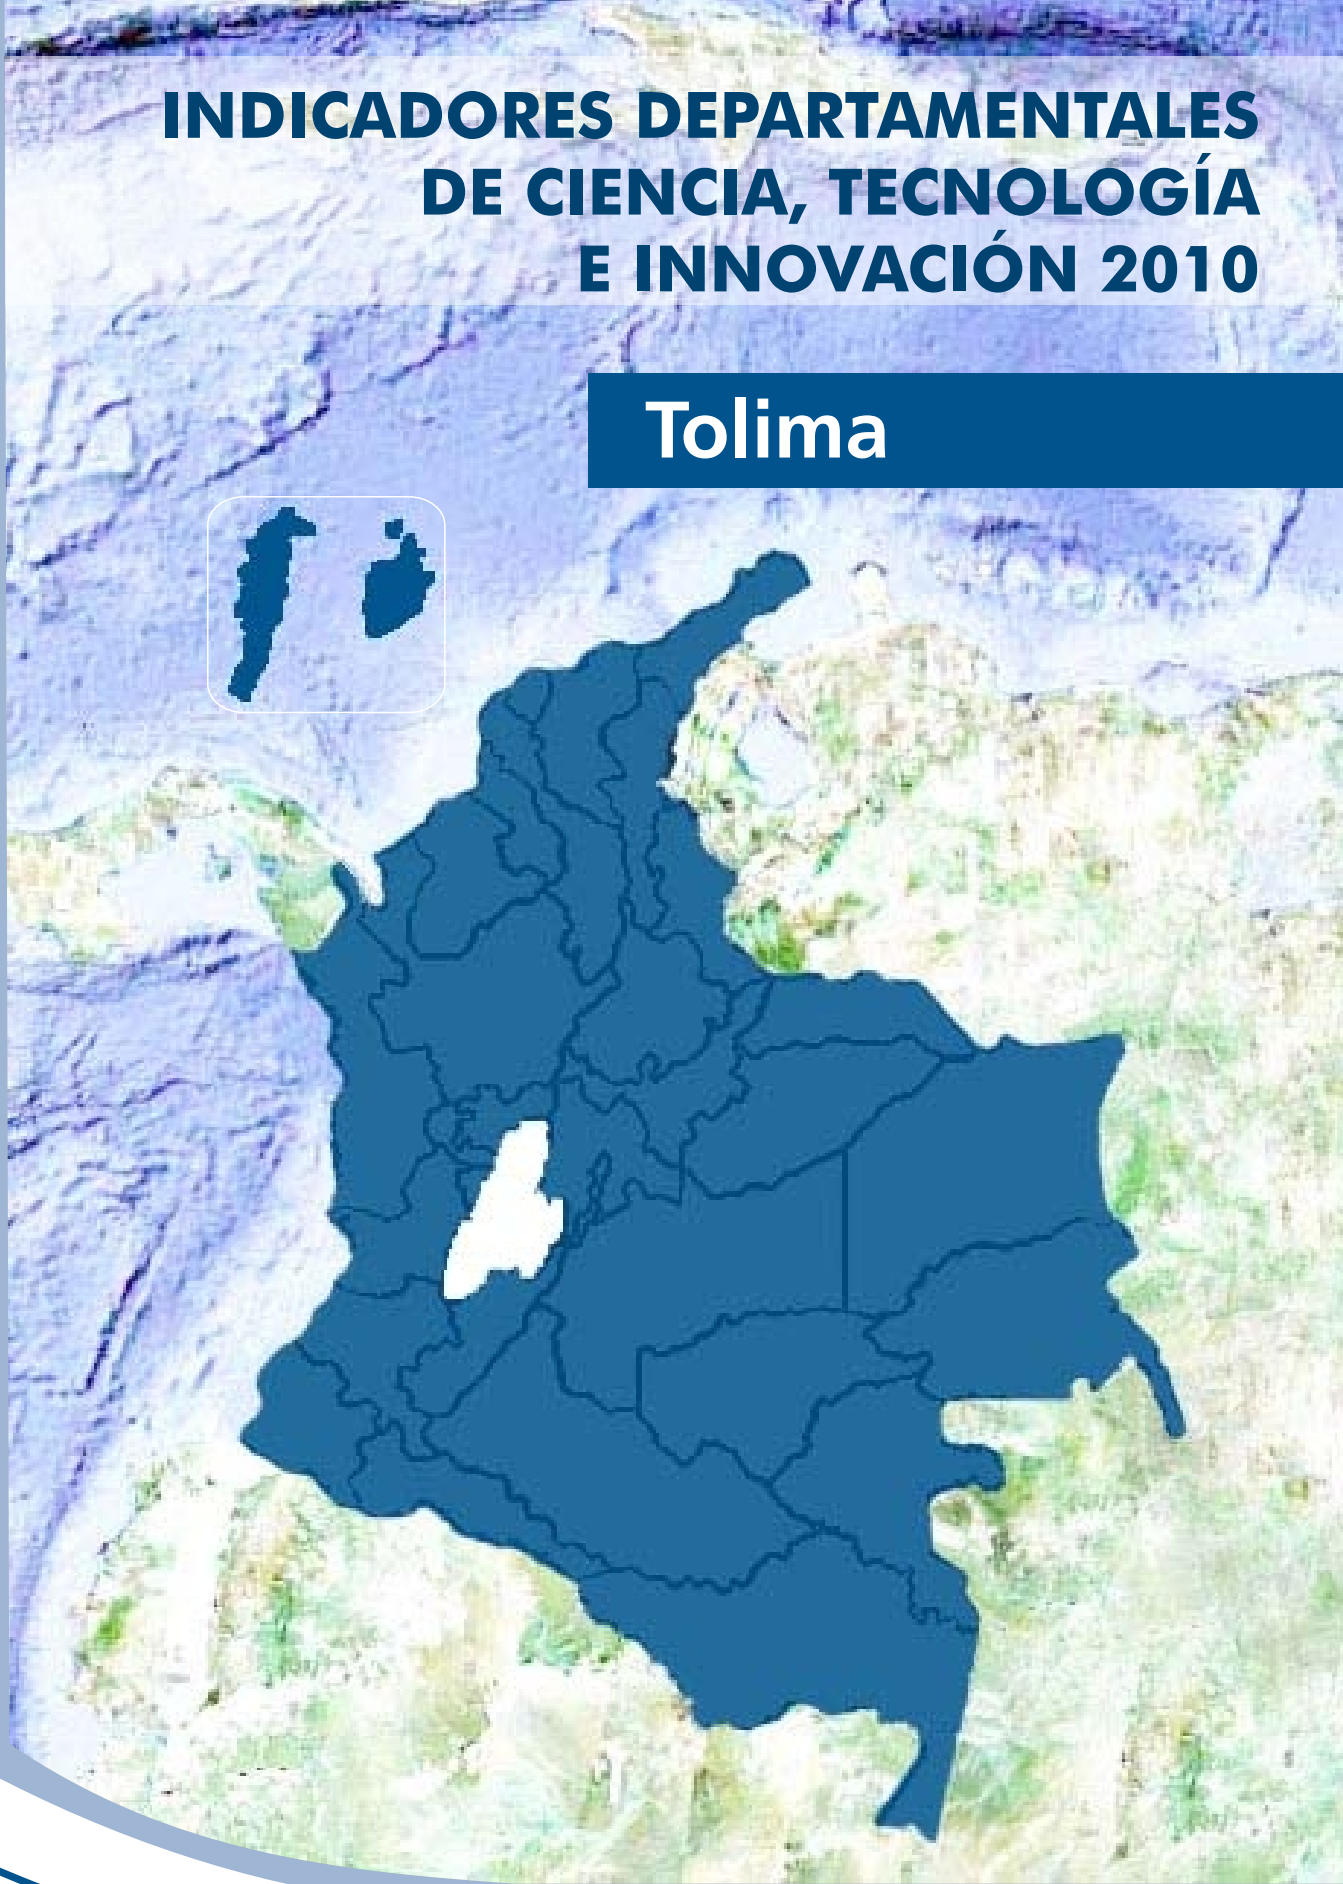 INDICADORES DEPARTAMENTALES
DE CIENCIA, TECNOLOGÍA
E INNOVACIÓN 2010
Tolima